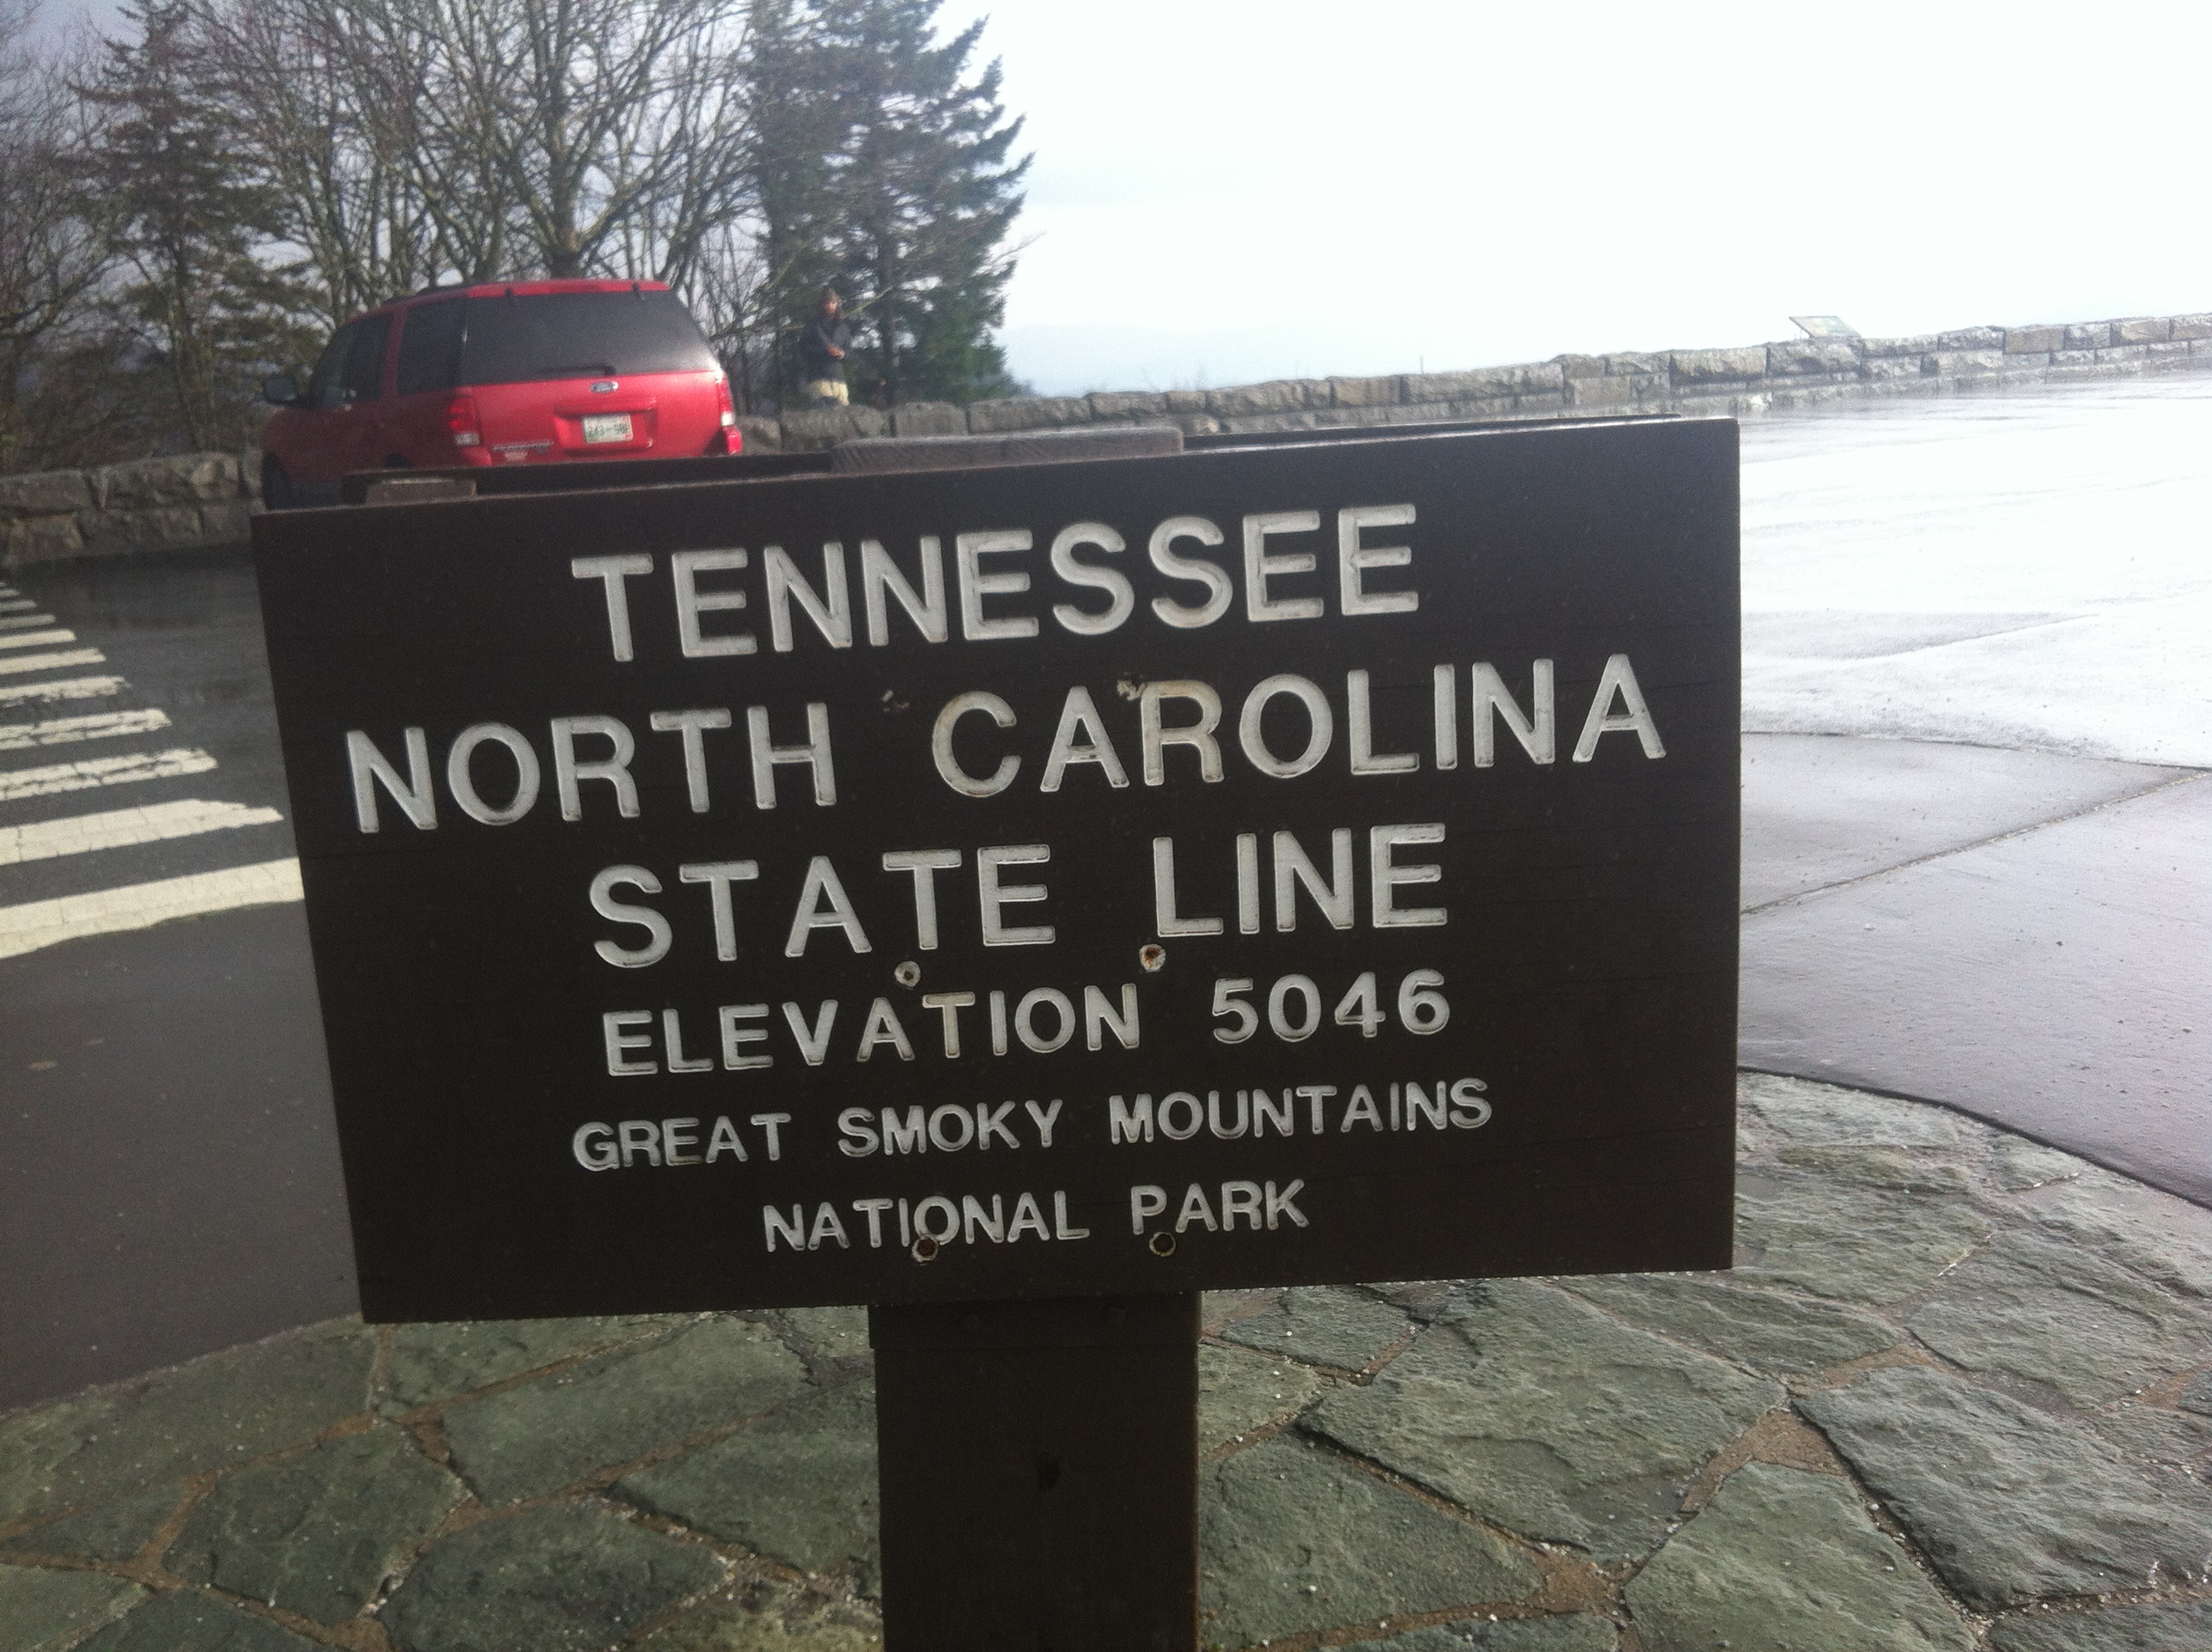 TENNESSEE
NORTH CAROLINA
STATE LINE
ELEVATION 5046
GREAT SMOKY MOUNTAINS
NATIONAL PARK